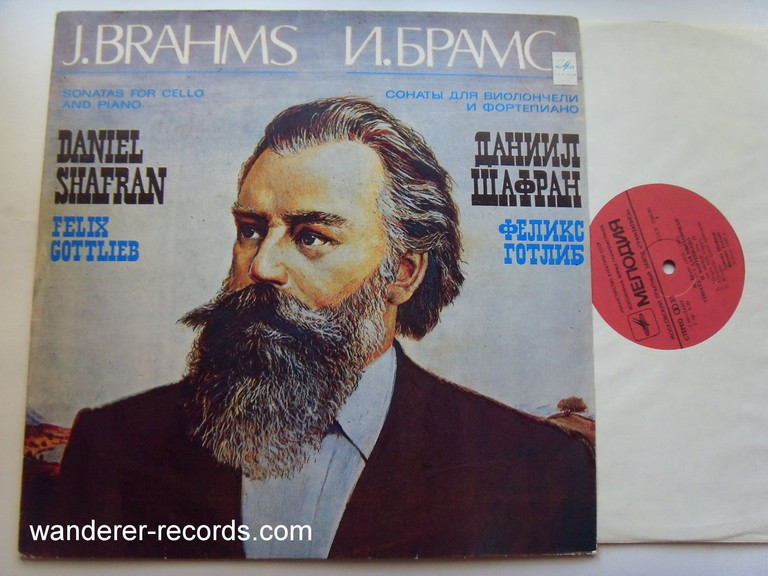 J.BRAHMS
И.БРАМС
SONATAS FOR CELLO
AND PIANO
СОНАТЫ ДЛЯ ВИОЛОНЧЕЛИ
И ФОРТЕПИАНО
DANIEL
SHAFRAN
ДАНИИЛ
ШАФРАН
FELIX
GOTTLIEB
ФЕЛИКС
ГОТЛИБ
МЕЛОДИЯ
СТЕРЕО
wanderer-records.com